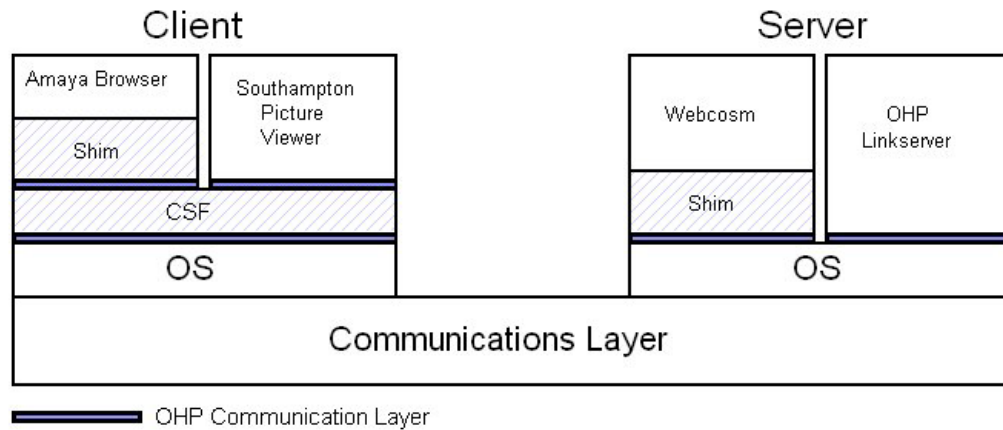 Client
Server
Amaya Browser
Shim
Southampton
Picture
Viewer
CSF
OS
Webcosm
Shim
OHP
Linkserver
OS
Communications Layer
OHP Communication Layer